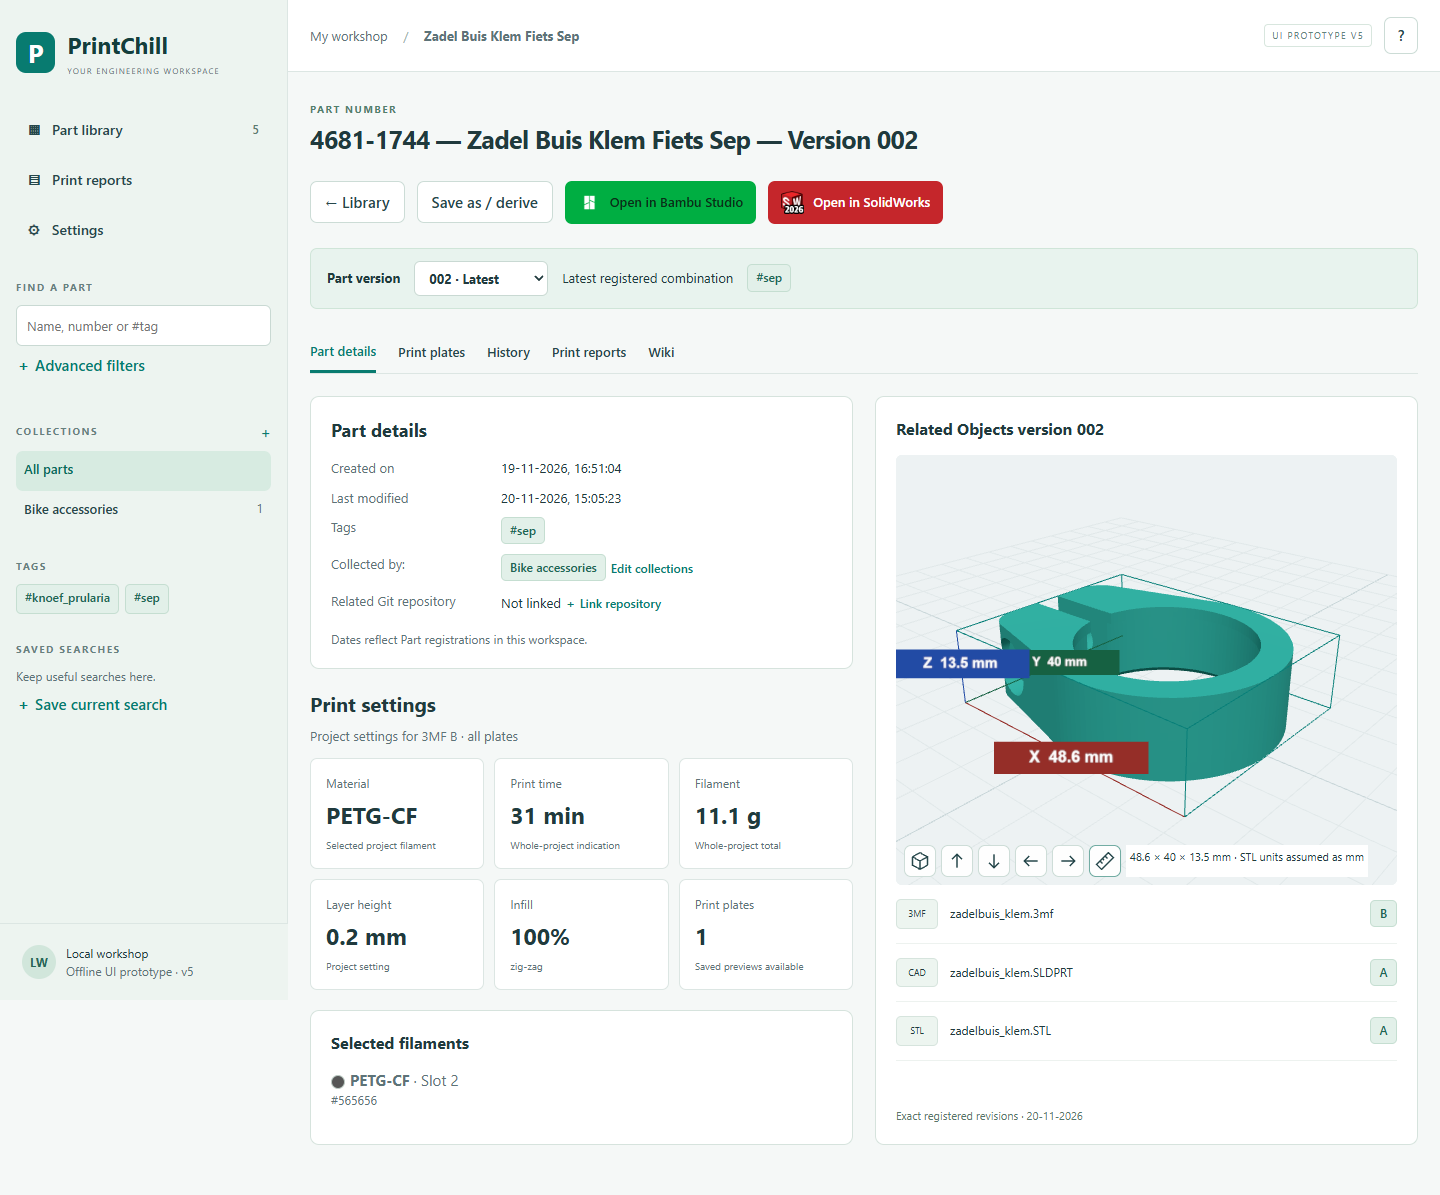 P
PrintChill
YOUR ENGINEERING WORKSPACE
Part library 5
Print reports
Settings
FIND A PART
Name, number or #tag
+ Advanced filters
COLLECTIONS +
All parts
Bike accessories 1
TAGS
#knoef_prularia #sep
SAVED SEARCHES
Keep useful searches here.
+ Save current search
LW
Local workshop
Offline UI prototype · v5
My workshop / Zadel Buis Klem Fiets Sep
UI PROTOTYPE V5 ?
PART NUMBER
4681-1744 — Zadel Buis Klem Fiets Sep — Version 002
← Library Save as / derive Open in Bambu Studio SW 2026 Open in SolidWorks
Part version 002 · Latest Latest registered combination #sep
Part details Print plates History Print reports Wiki
Part details
Created on 19-11-2026, 16:51:04
Last modified 20-11-2026, 15:05:23
Tags #sep
Collected by: Bike accessories Edit collections
Related Git repository Not linked + Link repository
Dates reflect Part registrations in this workspace.
Print settings
Project settings for 3MF B · all plates
Material
PETG-CF
Selected project filament
Print time
31 min
Whole-project indication
Filament
11.1 g
Whole-project total
Layer height
0.2 mm
Project setting
Infill
100%
zig-zag
Print plates
1
Saved previews available
Selected filaments
PETG-CF · Slot 2
#565656
Related Objects version 002
Z 13.5 mm
Y 40 mm
X 48.6 mm
48.6 × 40 × 13.5 mm · STL units assumed as mm
3MF zadelbuis_klem.3mf B
CAD zadelbuis_klem.SLDPRT A
STL zadelbuis_klem.STL A
Exact registered revisions · 20-11-2026